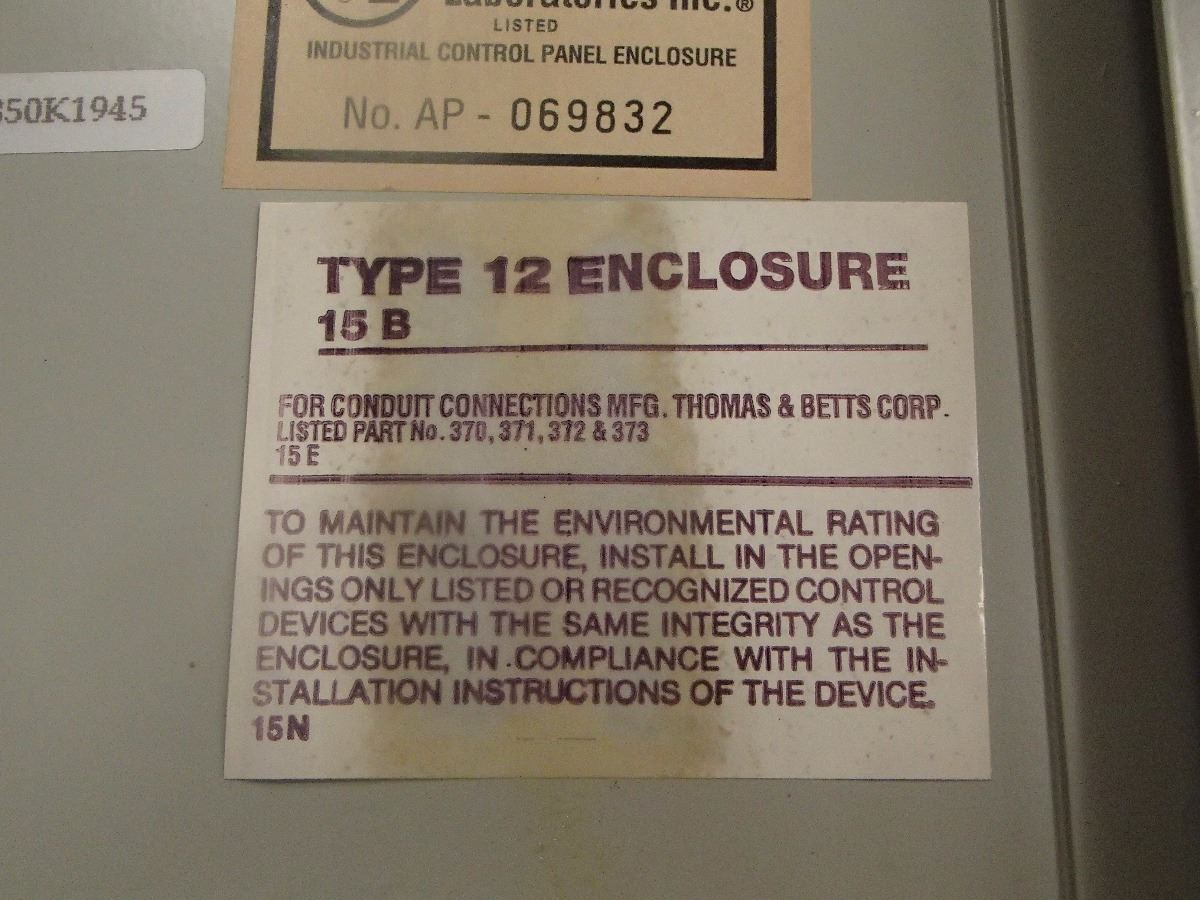 Laboratories Inc.®
LISTED
INDUSTRIAL CONTROL PANEL ENCLOSURE
No. AP - 069832
350K1945
TYPE 12 ENCLOSURE
15 B
FOR CONDUIT CONNECTIONS MFG. THOMAS & BETTS CORP.
LISTED PART No. 370, 371, 372 & 373
15 E
TO MAINTAIN THE ENVIRONMENTAL RATING
OF THIS ENCLOSURE, INSTALL IN THE OPEN-
INGS ONLY LISTED OR RECOGNIZED CONTROL
DEVICES WITH THE SAME INTEGRITY AS THE
ENCLOSURE, IN COMPLIANCE WITH THE IN-
STALLATION INSTRUCTIONS OF THE DEVICE.
15N